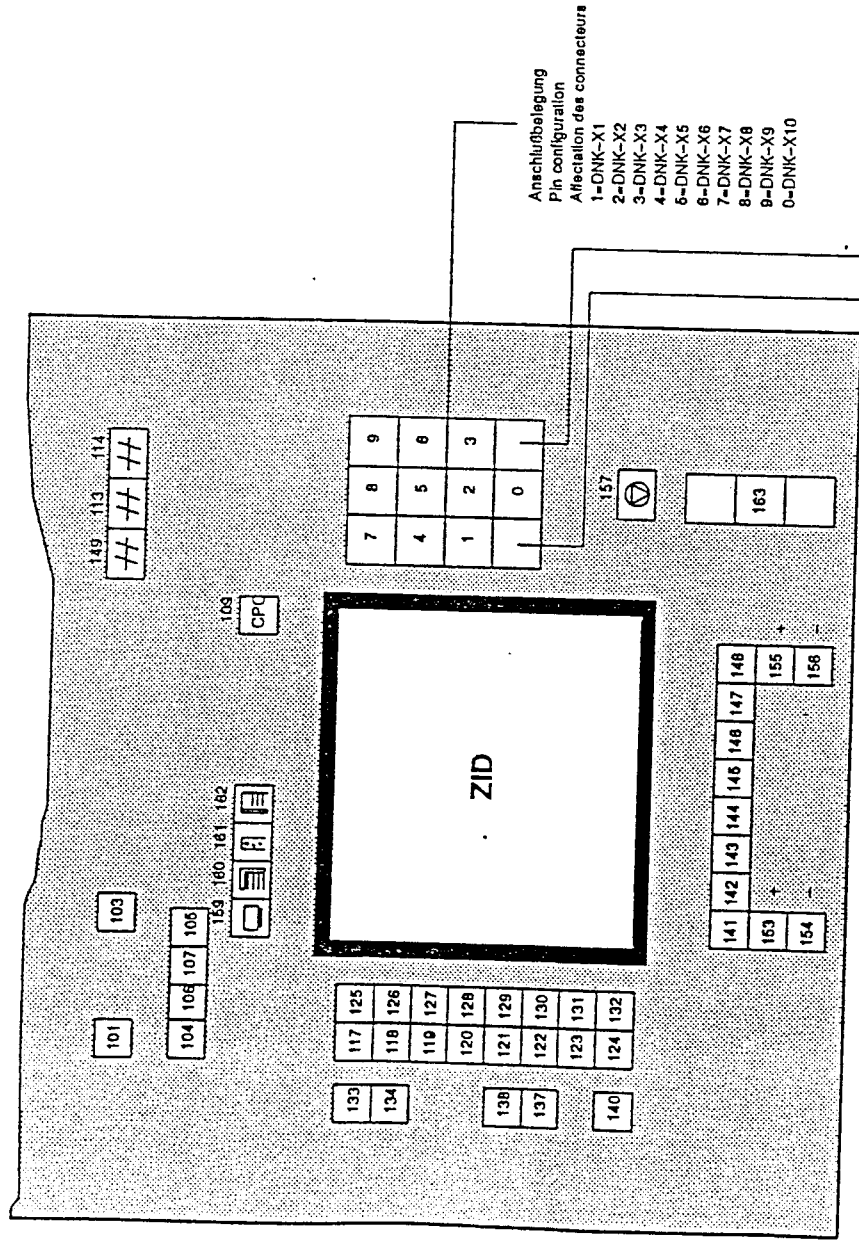 149 113 114
101 103
104 106 107 105
109
CPC
159 160 161 162
Anschlußbelegung
Pin configuration
Affectation des connecteurs
1=DNK-X1
2=DNK-X2
3=DNK-X3
4=DNK-X4
5=DNK-X5
6=DNK-X6
7=DNK-X7
8=DNK-X8
9=DNK-X9
0=DNK-X10
133 117 125
134 118 126
119 127
120 128
138 121 129
137 122 130
123 131
140 124 132
ZID
7 8 9
4 5 6
1 2 3
0
157
163
141 142 143 144 145 146 147 148
153 + 155 +
154 - 156 -